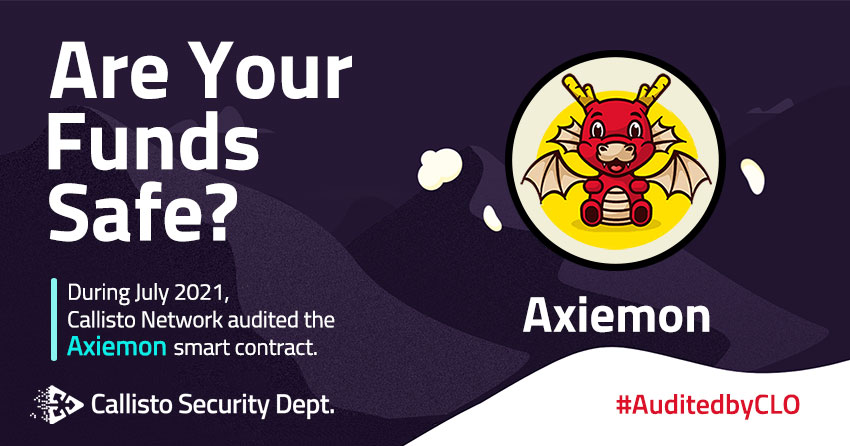 Are Your
Funds
Safe?
During July 2021,
Callisto Network audited the
Axiemon smart contract.
Callisto Security Dept.
Axiemon
#AuditedbyCLO